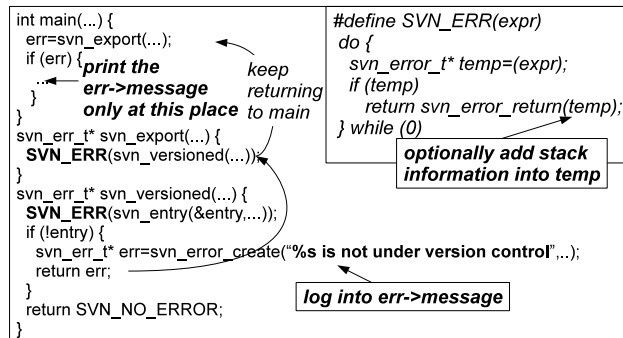 int main(...) {
err=svn_export(...);
if (err) {
...
}
}
print the
err->message
only at this place
keep
returning
to main
svn_err_t* svn_export(...) {
SVN_ERR(svn_versioned(...));
}
svn_err_t* svn_versioned(...) {
SVN_ERR(svn_entry(&entry,...));
if (!entry) {
svn_err_t* err=svn_error_create(“%s is not under version control”,..);
return err;
}
return SVN_NO_ERROR;
}
log into err->message
#define SVN_ERR(expr)
do {
svn_error_t* temp=(expr);
if (temp)
return svn_error_return(temp);
} while (0)
optionally add stack
information into temp